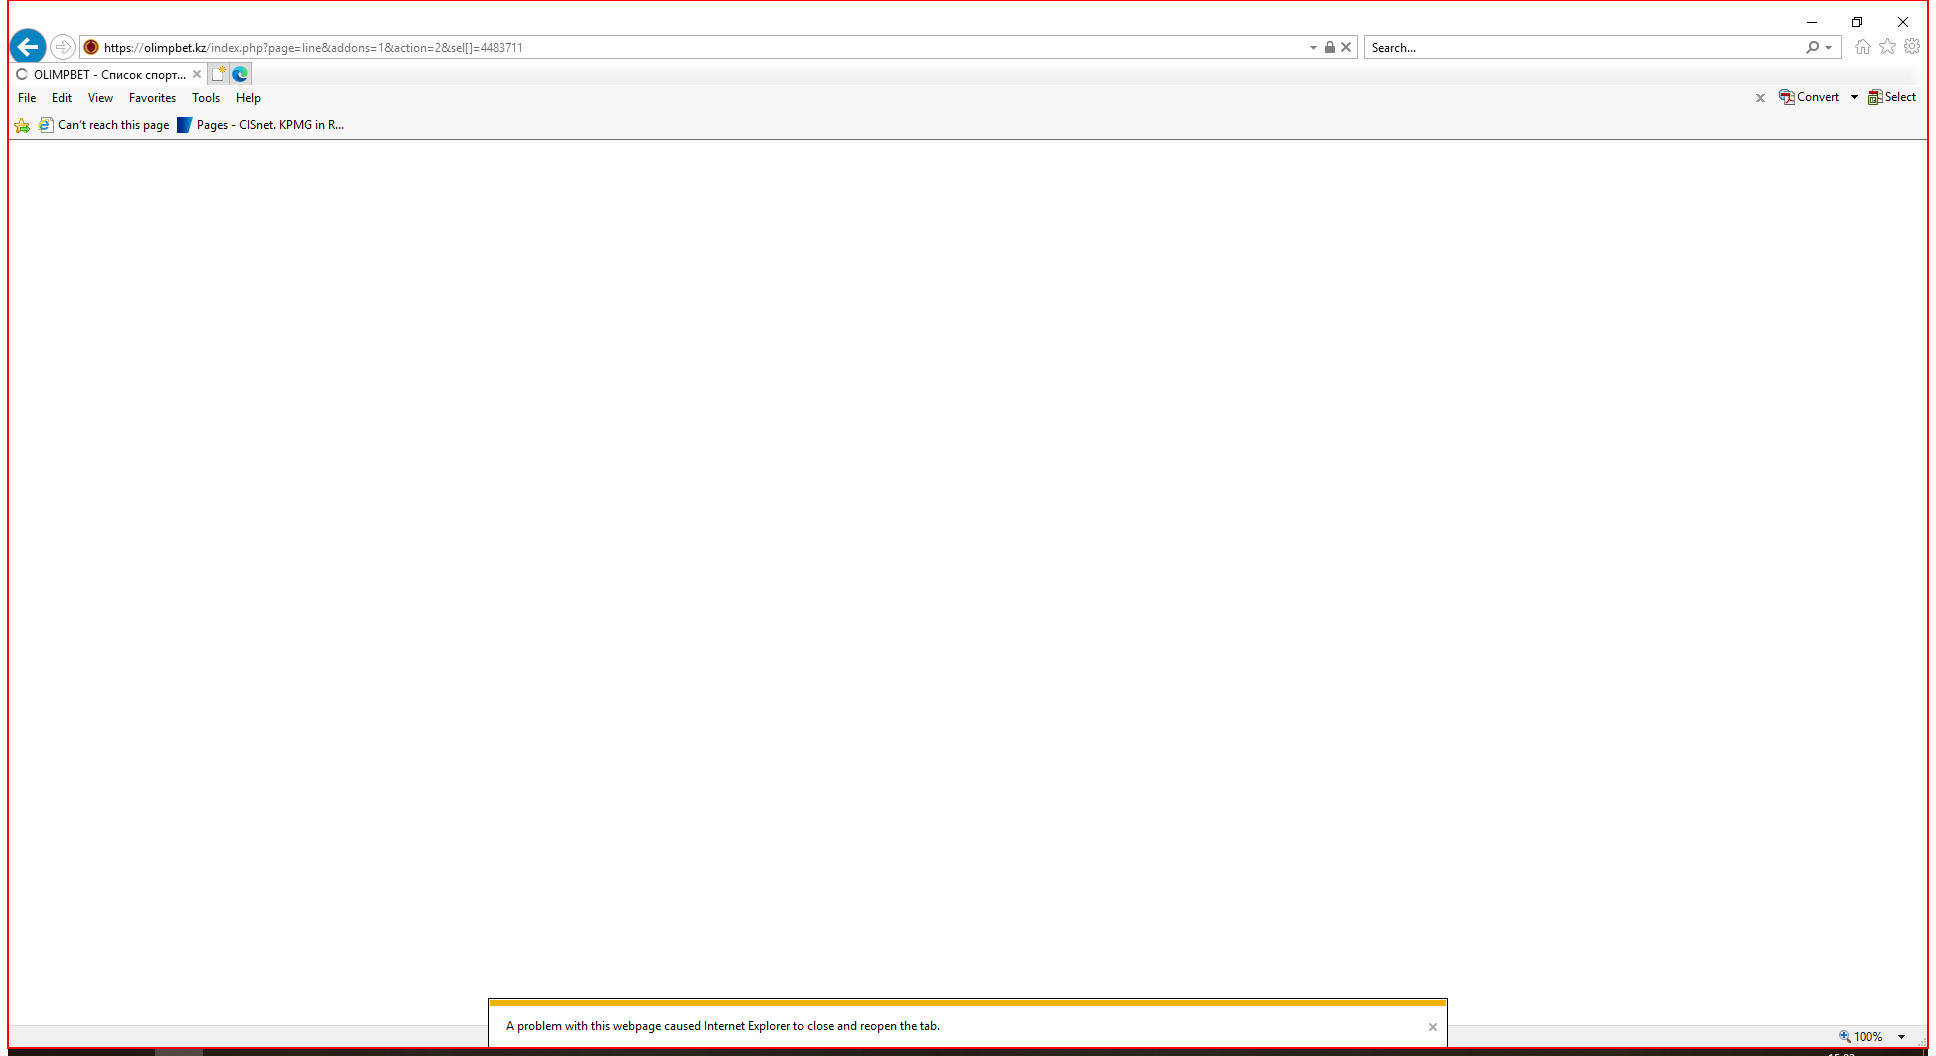 https://olimpbet.kz/index.php?page=line&addons=1&action=2&sel[]=4483711
Search...
OLIMPBET - Список спорт...
File Edit View Favorites Tools Help
Convert Select
Can't reach this page Pages - CISnet. KPMG in R...
A problem with this webpage caused Internet Explorer to close and reopen the tab.
100%